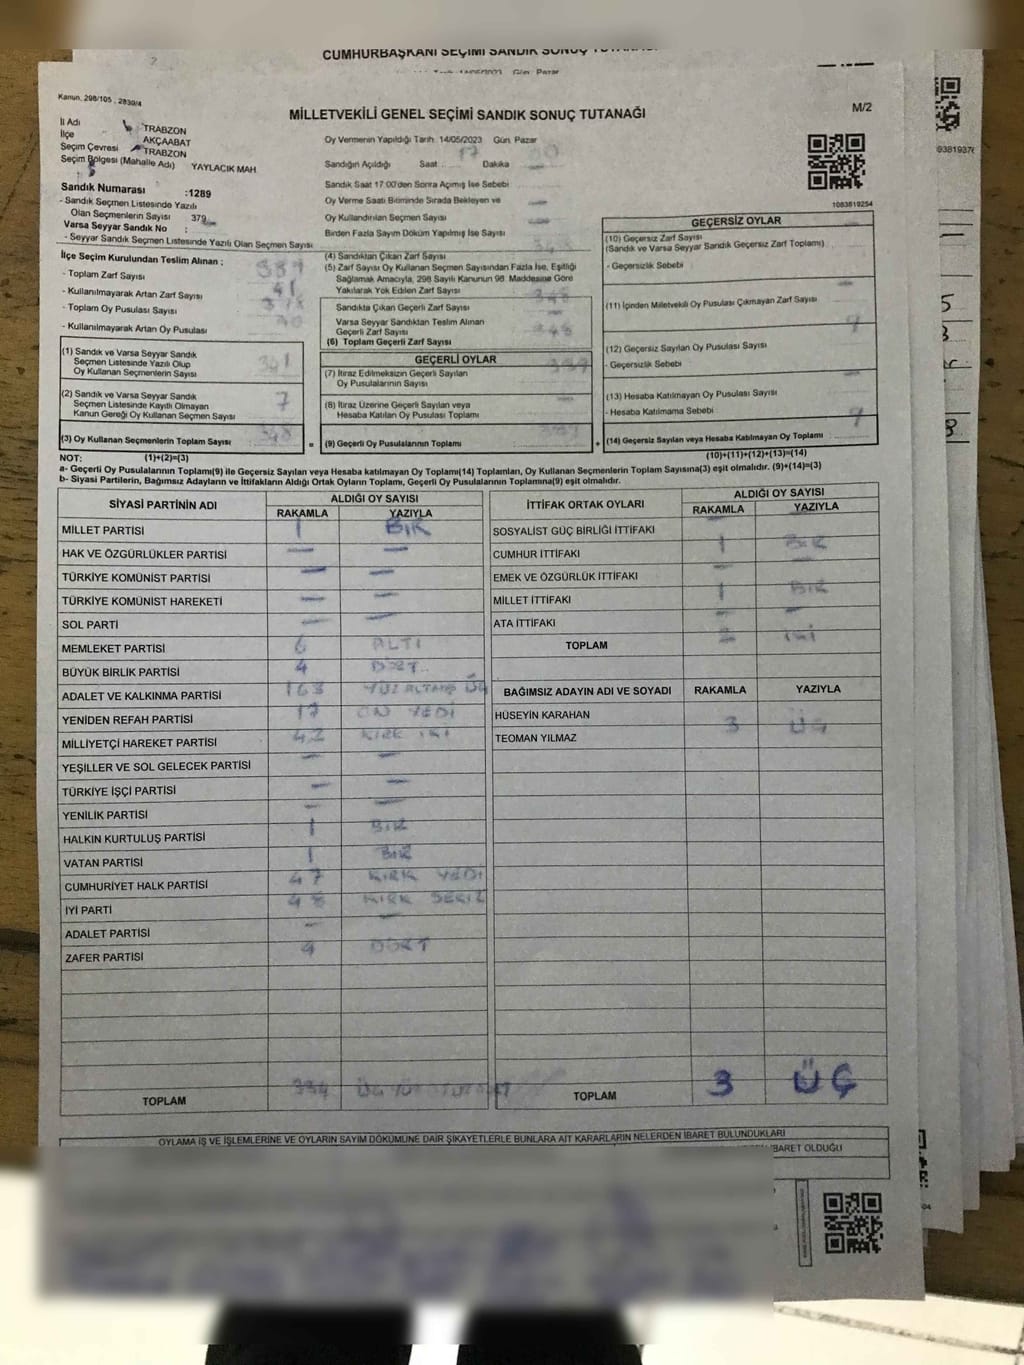 CUMHURBAŞKANI SEÇİMİ SANDIK SONUÇ TUTANAĞI
Kanun, 298/105 , 2839/4
MİLLETVEKİLİ GENEL SEÇİMİ SANDIK SONUÇ TUTANAĞI
M/2
İl Adı TRABZON
İlçe AKÇAABAT
Seçim Çevresi TRABZON
Seçim Bölgesi (Mahalle Adı) YAYLACIK MAH
Sandık Numarası :1289
- Sandık Seçmen Listesinde Yazılı
Olan Seçmenlerin Sayısı 379
Varsa Seyyar Sandık No :
- Seyyar Sandık Seçmen Listesinde Yazılı Olan Seçmen Sayısı
Oy Vermenin Yapıldığı Tarih: 14/05/2023 Gün: Pazar
Sandığın Açıldığı Saat 17 Dakika
Sandık Saat 17:00'den Sonra Açımış İse Sebebi
Oy Verme Saati Bitiminde Sırada Bekleyen ve
Oy Kullandırılan Seçmen Sayısı
Birden Fazla Sayım Döküm Yapılmış İse Sayısı
1083819254
İlçe Seçim Kurulundan Teslim Alınan :
- Toplam Zarf Sayısı
- Kullanılmayarak Artan Zarf Sayısı 41
- Toplam Oy Pusulası Sayısı
- Kullanılmayarak Artan Oy Pusulası
(1) Sandık ve Varsa Seyyar Sandık
Seçmen Listesinde Yazılı Olup
Oy Kullanan Seçmenlerin Sayısı 341
(2) Sandık ve Varsa Seyyar Sandık
Seçmen Listesinde Kayıtlı Olmayan
Kanun Gereği Oy Kullanan Seçmen Sayısı 7
(3) Oy Kullanan Seçmenlerin Toplam Sayısı 348
(4) Sandıktan Çıkan Zarf Sayısı 348
(5) Zarf Sayısı Oy Kullanan Seçmen Sayısından Fazla İse, Eşitliği
Sağlamak Amacıyla, 298 Sayılı Kanunun 98. Maddesine Göre
Yakılarak Yok Edilen Zarf Sayısı
Sandıkta Çıkan Geçerli Zarf Sayısı 348
Varsa Seyyar Sandıktan Teslim Alınan
Geçerli Zarf Sayısı
(6) Toplam Geçerli Zarf Sayısı 348
GEÇERLİ OYLAR
(7) İtiraz Edilmeksizin Geçerli Sayılan
Oy Pusulalarının Sayısı 339
(8) İtiraz Üzerine Geçerli Sayılan veya
Hesaba Katılan Oy Pusulası Toplamı
= (9) Geçerli Oy Pusulalarının Toplamı 339 +
GEÇERSİZ OYLAR
(10) Geçersiz Zarf Sayısı
(Sandık ve Varsa Seyyar Sandık Geçersiz Zarf Toplamı)
- Geçersizlik Sebebi
(11) İçinden Milletvekili Oy Pusulası Çıkmayan Zarf Sayısı
(12) Geçersiz Sayılan Oy Pusulası Sayısı 9
- Geçersizlik Sebebi
(13) Hesaba Katılmayan Oy Pusulası Sayısı
- Hesaba Katılmama Sebebi
(14) Geçersiz Sayılan veya Hesaba Katılmayan Oy Toplamı 9
NOT: (1)+(2)=(3) (10)+(11)+(12)+(13)=(14)
a- Geçerli Oy Pusulalarının Toplamı(9) ile Geçersiz Sayılan veya Hesaba katılmayan Oy Toplamı(14) Toplamları, Oy Kullanan Seçmenlerin Toplam Sayısına(3) eşit olmalıdır. (9)+(14)=(3)
b- Siyasi Partilerin, Bağımsız Adayların ve İttifakların Aldığı Ortak Oyların Toplamı, Geçerli Oy Pusulalarının Toplamına(9) eşit olmalıdır.
SİYASİ PARTİNİN ADI ALDIĞI OY SAYISI
RAKAMLA YAZIYLA
MİLLET PARTİSİ 1 BİR
HAK VE ÖZGÜRLÜKLER PARTİSİ — —
TÜRKİYE KOMÜNİST PARTİSİ — —
TÜRKİYE KOMÜNİST HAREKETİ — —
SOL PARTİ — —
MEMLEKET PARTİSİ 6 ALTI
BÜYÜK BİRLİK PARTİSİ 4 DÖRT
ADALET VE KALKINMA PARTİSİ 163 YÜZ ALTMIŞ ÜÇ
YENİDEN REFAH PARTİSİ 17 ON YEDİ
MİLLİYETÇİ HAREKET PARTİSİ 42 KIRK İKİ
YEŞİLLER VE SOL GELECEK PARTİSİ — —
TÜRKİYE İŞÇİ PARTİSİ — —
YENİLİK PARTİSİ — —
HALKIN KURTULUŞ PARTİSİ 1 BİR
VATAN PARTİSİ 1 BİR
CUMHURİYET HALK PARTİSİ 47 KIRK YEDİ
İYİ PARTİ 48 KIRK SEKİZ
ADALET PARTİSİ — —
ZAFER PARTİSİ 4 DÖRT
TOPLAM 334
İTTİFAK ORTAK OYLARI ALDIĞI OY SAYISI
RAKAMLA YAZIYLA
SOSYALİST GÜÇ BİRLİĞİ İTTİFAKI —
CUMHUR İTTİFAKI 1 BİR
EMEK VE ÖZGÜRLÜK İTTİFAKI —
MİLLET İTTİFAKI 1 BİR
ATA İTTİFAKI — —
TOPLAM 2 İKİ
BAĞIMSIZ ADAYIN ADI VE SOYADI RAKAMLA YAZIYLA
HÜSEYİN KARAHAN 3 ÜÇ
TEOMAN YILMAZ
TOPLAM 3 ÜÇ
OYLAMA İŞ VE İŞLEMLERİNE VE OYLARIN SAYIM DÖKÜMÜNE DAİR ŞİKAYETLERLE BUNLARA AİT KARARLARIN NELERDEN İBARET BULUNDUKLARI
İBARET OLDUĞU